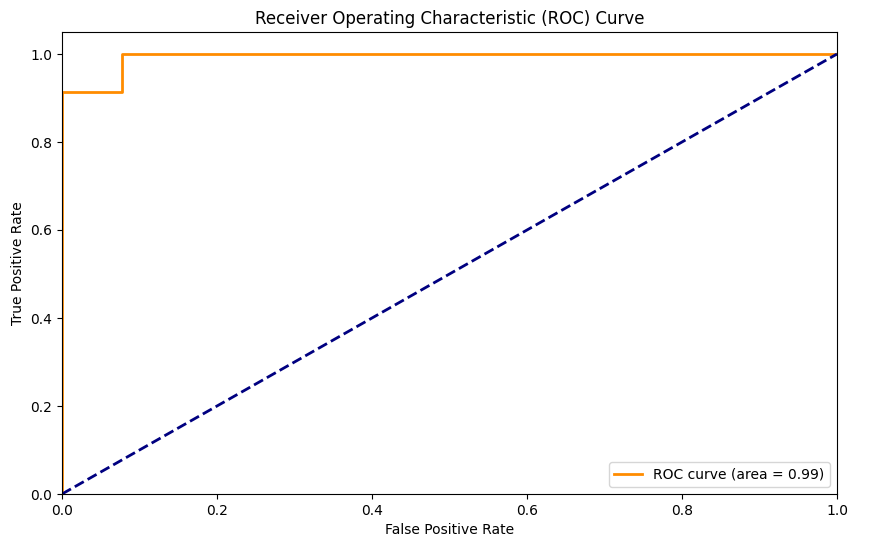 Receiver Operating Characteristic (ROC) Curve
1.0
0.8
0.6
0.4
0.2
0.0
True Positive Rate
ROC curve (area = 0.99)
0.0 0.2 0.4 0.6 0.8 1.0
False Positive Rate